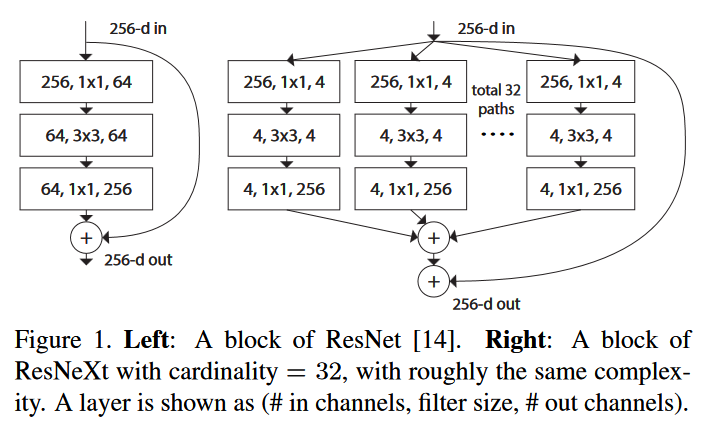 256-d in
256, 1x1, 64
64, 3x3, 64
64, 1x1, 256
+
256-d out
256-d in
256, 1x1, 4
256, 1x1, 4
total 32
paths
....
256, 1x1, 4
4, 3x3, 4
4, 3x3, 4
4, 3x3, 4
4, 1x1, 256
4, 1x1, 256
4, 1x1, 256
+
+
256-d out
Figure 1. Left: A block of ResNet [14]. Right: A block of
ResNeXt with cardinality = 32, with roughly the same complex-
ity. A layer is shown as (# in channels, filter size, # out channels).